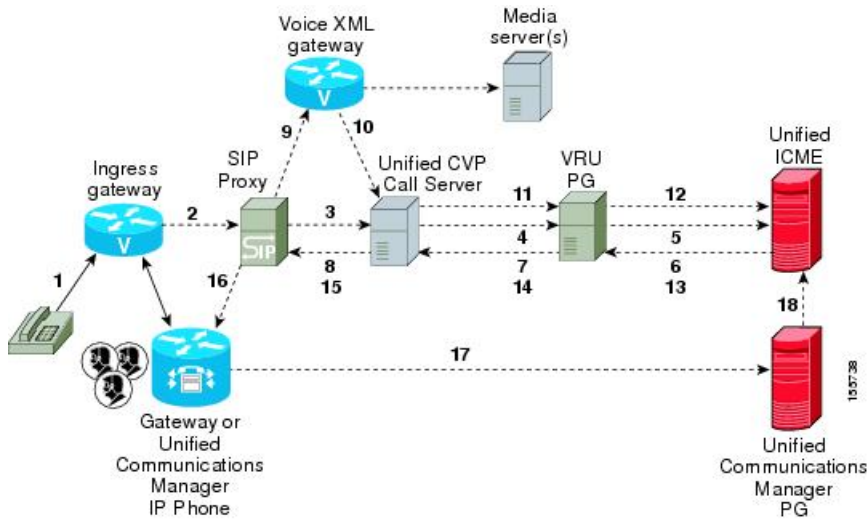 Voice XML
gateway
Media
server(s)
9
10
Ingress
gateway
SIP
Proxy
Unified CVP
Call Server
VRU
PG
Unified
ICME
V
V
SIP
1
2
3
11
12
4
5
8
15
7
14
6
13
16
17
18
Gateway or
Unified
Communications
Manager
IP Phone
Unified
Communications
Manager
PG
155738